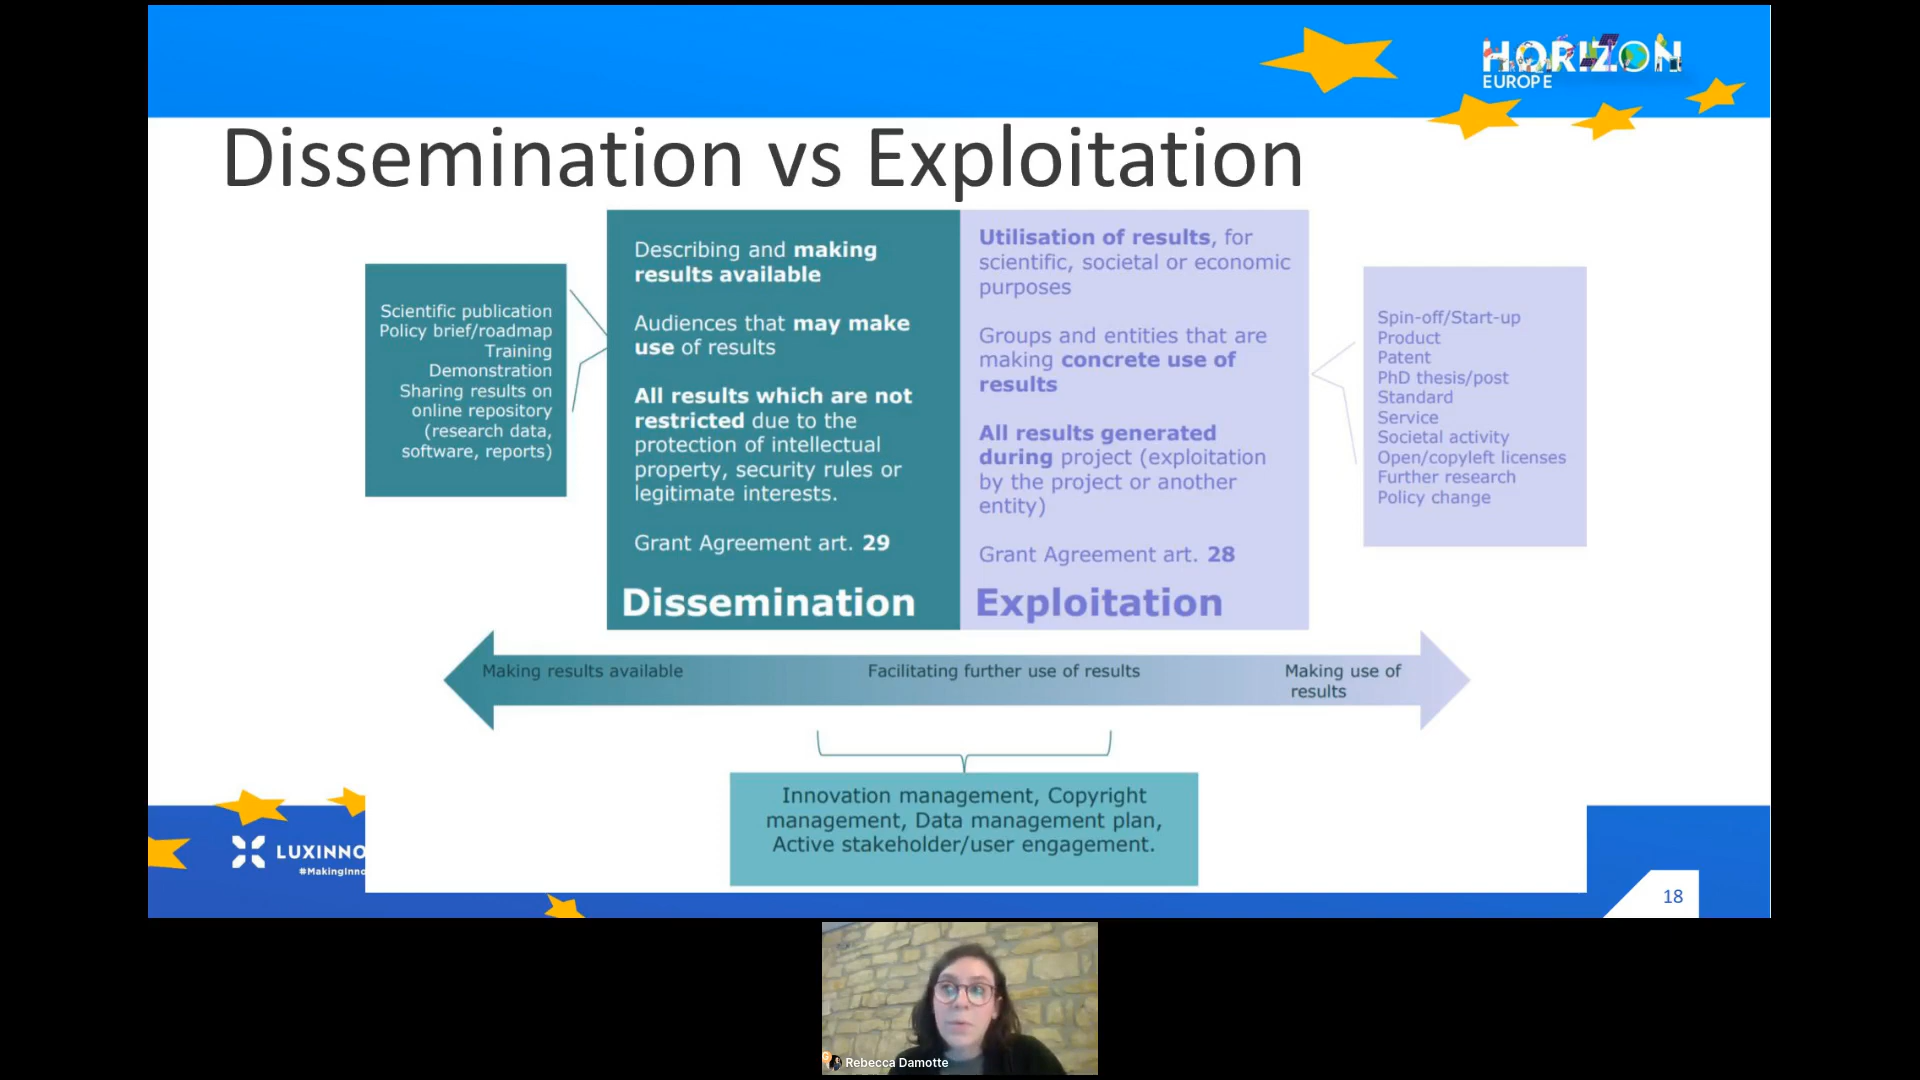 HORIZON
EUROPE
Dissemination vs Exploitation
Scientific publication
Policy brief/roadmap
Training
Demonstration
Sharing results on
online repository
(research data,
software, reports)
Describing and making
results available
Audiences that may make
use of results
All results which are not
restricted due to the
protection of intellectual
property, security rules or
legitimate interests.
Grant Agreement art. 29
Dissemination
Utilisation of results, for
scientific, societal or economic
purposes
Groups and entities that are
making concrete use of
results
All results generated
during project (exploitation
by the project or another
entity)
Grant Agreement art. 28
Exploitation
Spin-off/Start-up
Product
Patent
PhD thesis/post
Standard
Service
Societal activity
Open/copyleft licenses
Further research
Policy change
Making results available
Facilitating further use of results
Making use of
results
Innovation management, Copyright
management, Data management plan,
Active stakeholder/user engagement.
LUXINNO
#MakingInno
18
Rebecca Damotte